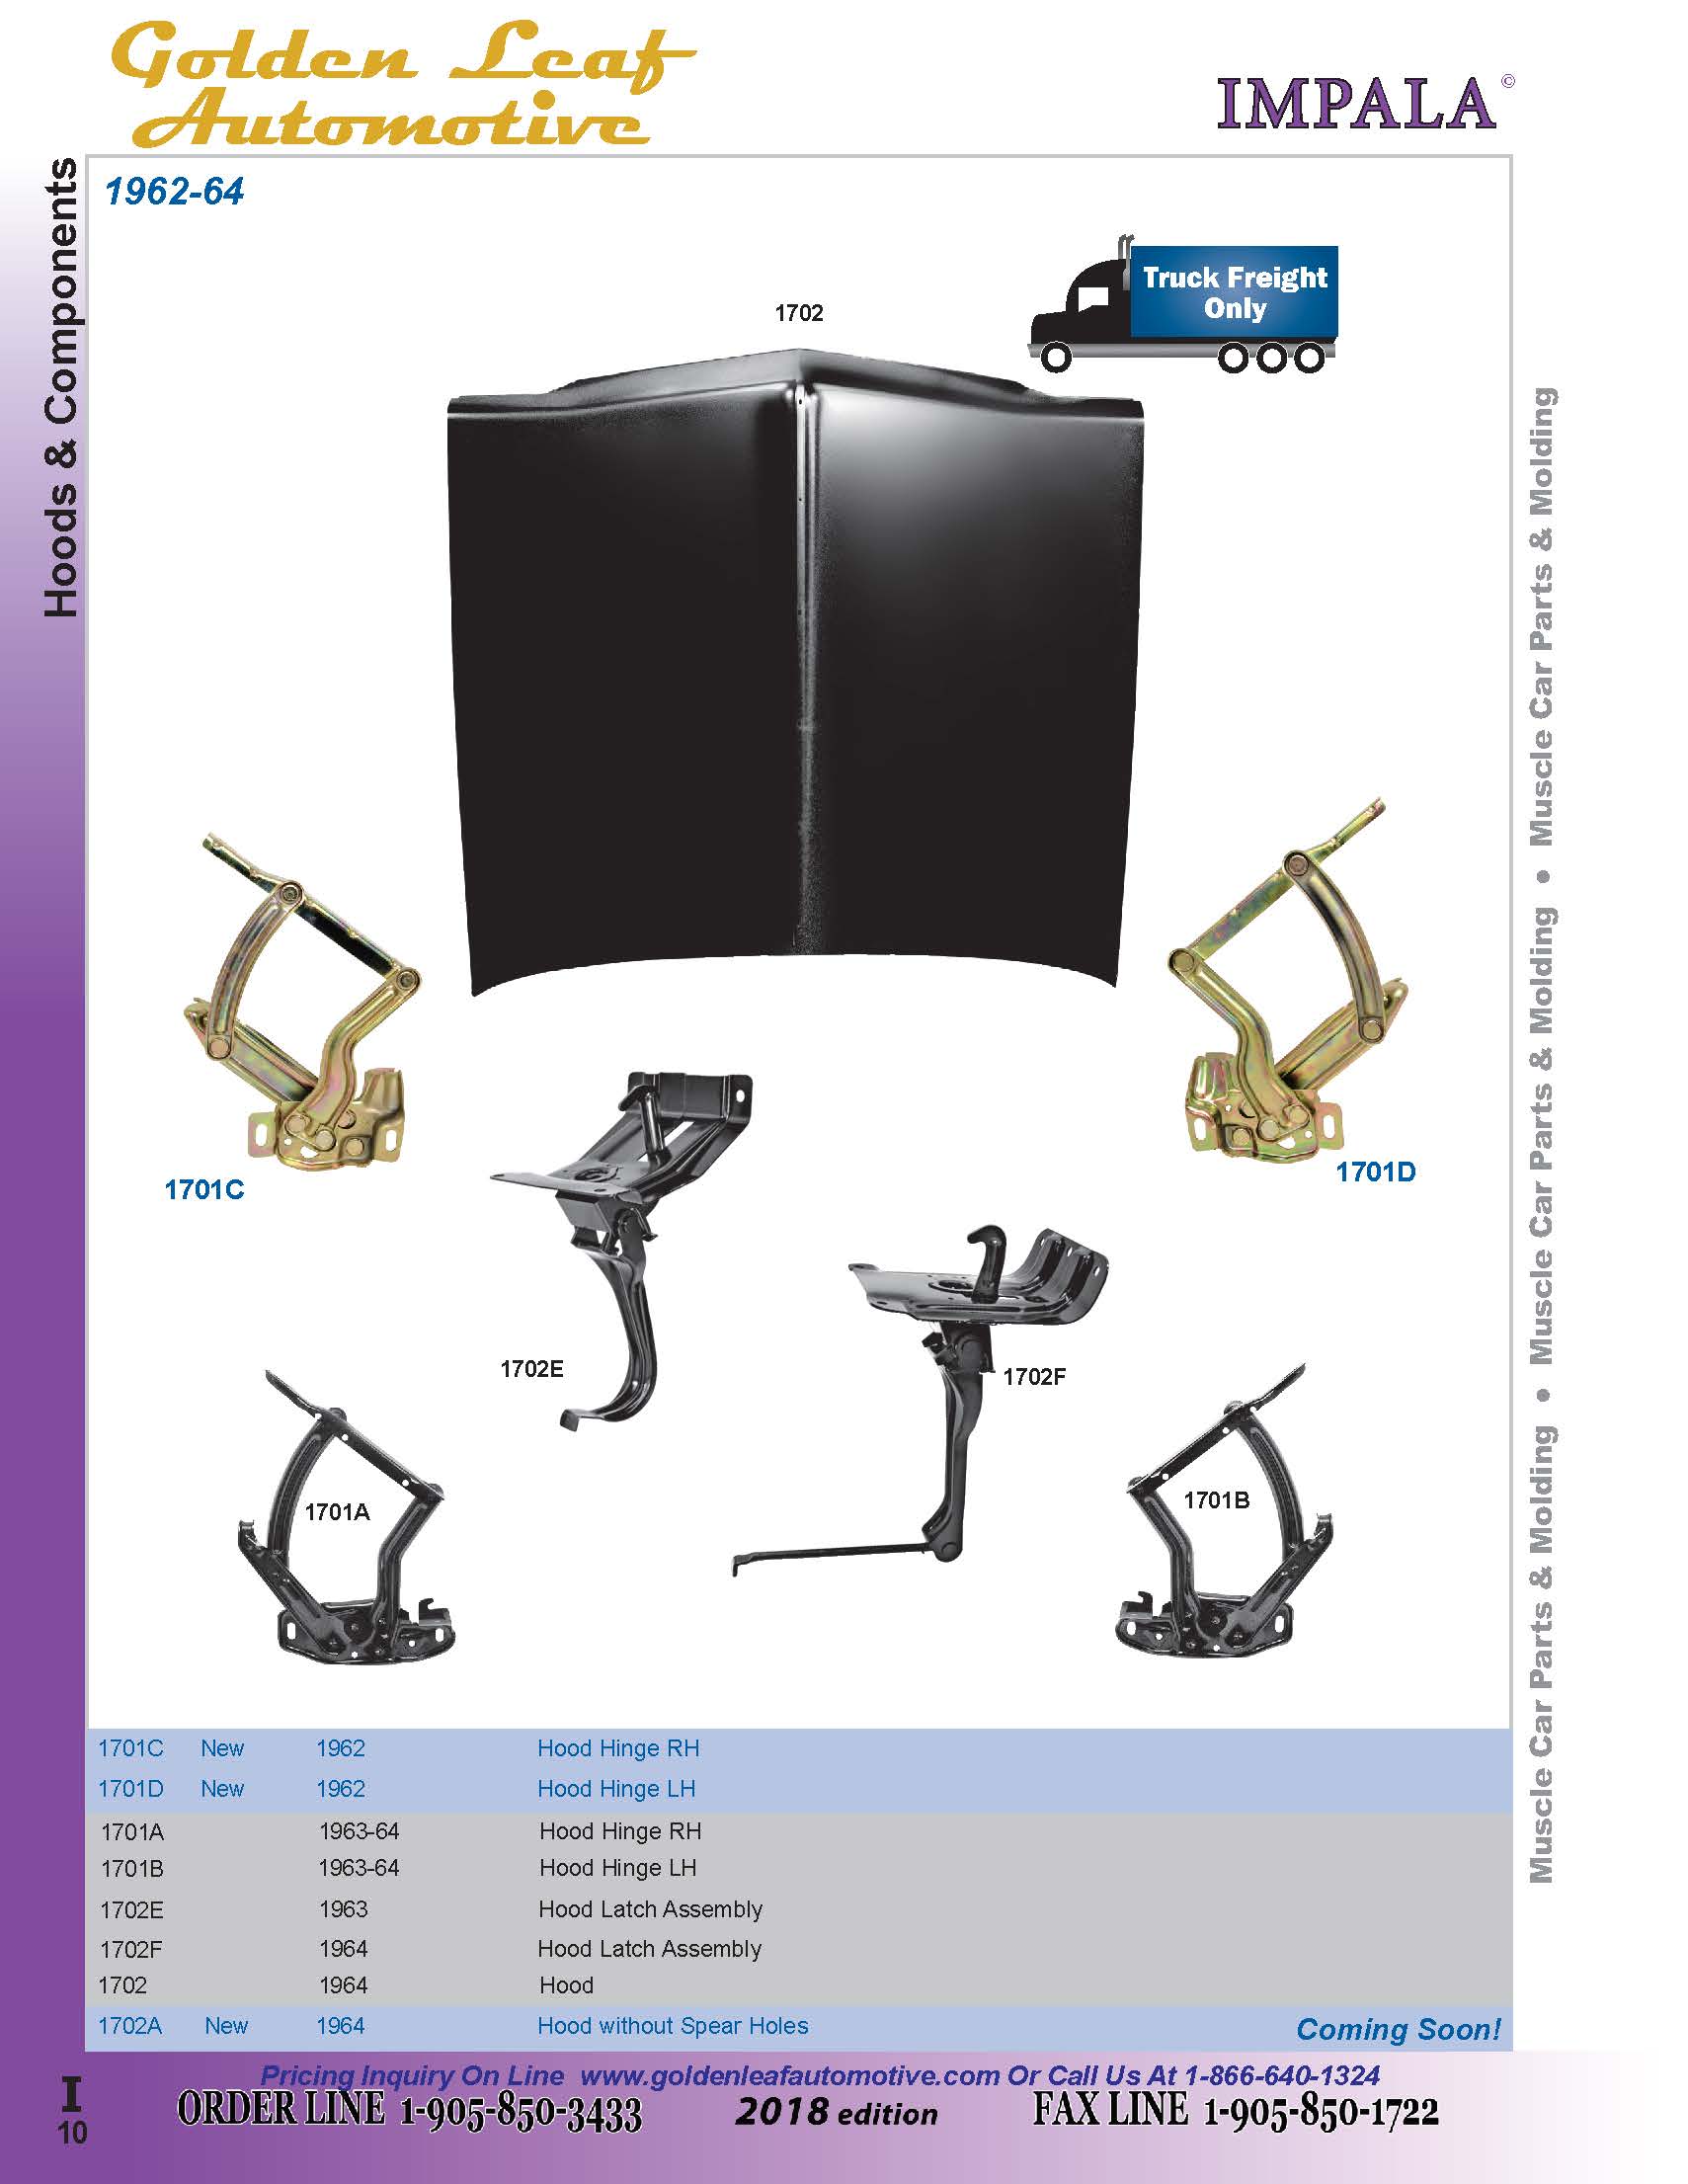 Golden Leaf
Automotive
IMPALA©
Hoods & Components
1962-64
Truck Freight
Only
1702
1701C
1701D
1702E
1702F
1701A
1701B
Muscle Car Parts & Molding • Muscle Car Parts & Molding • Muscle Car Parts & Molding
1701C New 1962 Hood Hinge RH
1701D New 1962 Hood Hinge LH
1701A 1963-64 Hood Hinge RH
1701B 1963-64 Hood Hinge LH
1702E 1963 Hood Latch Assembly
1702F 1964 Hood Latch Assembly
1702 1964 Hood
1702A New 1964 Hood without Spear Holes Coming Soon!
Pricing Inquiry On Line www.goldenleafautomotive.com Or Call Us At 1-866-640-1324
ORDER LINE 1-905-850-3433 2018 edition FAX LINE 1-905-850-1722
I
10